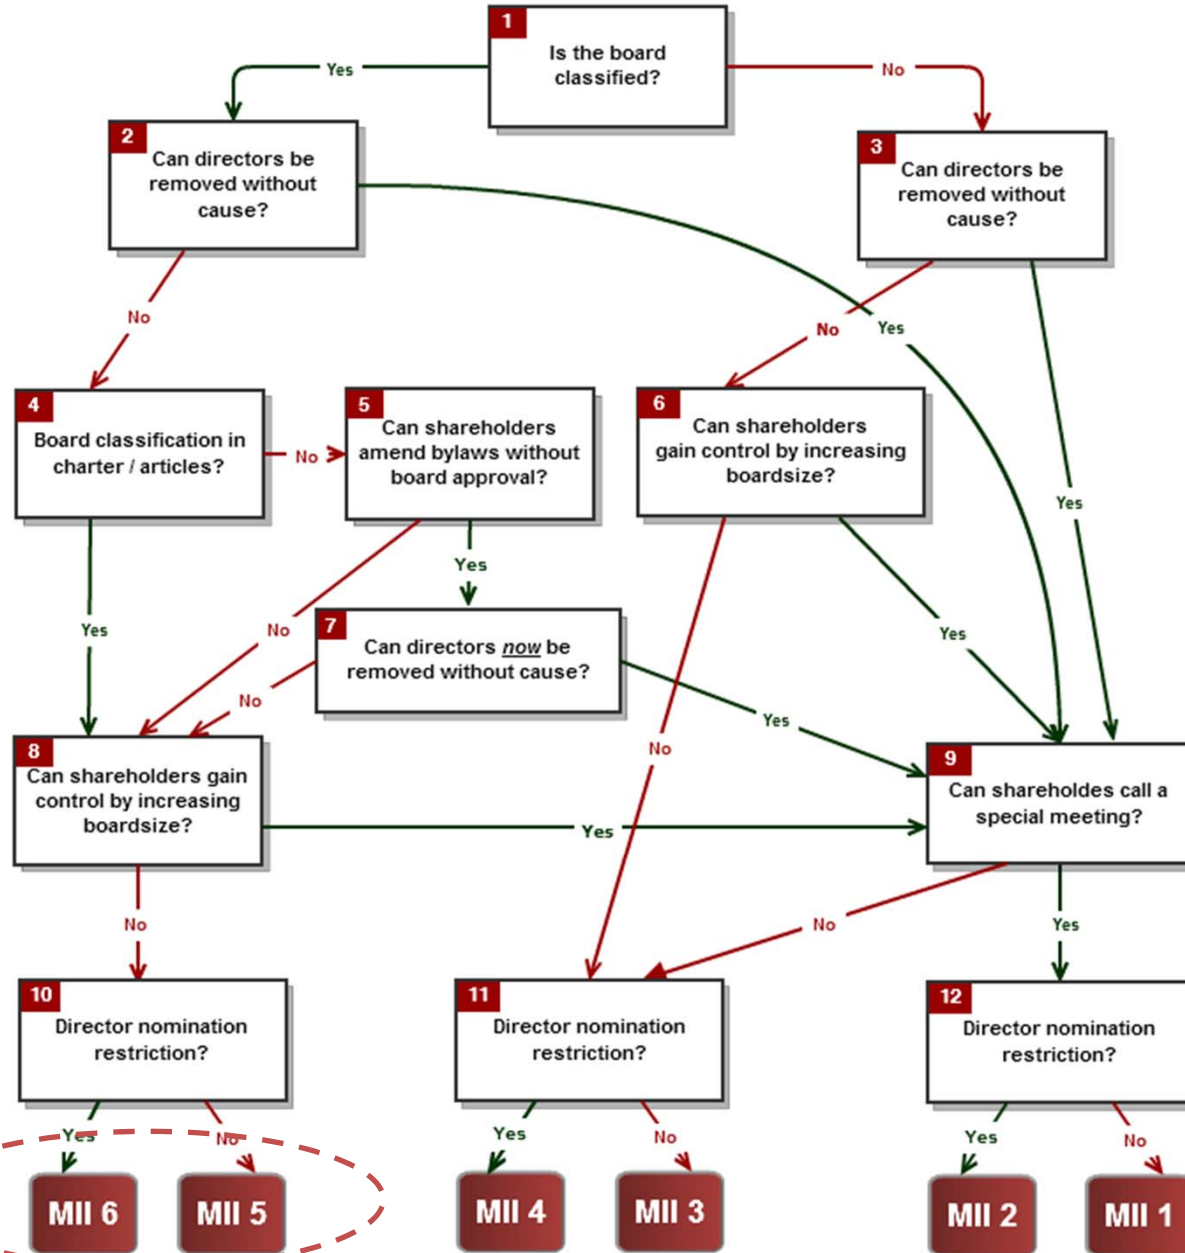 1
Is the board
classified?
Yes
No
2
Can directors be
removed without
cause?
3
Can directors be
removed without
cause?
No
No
Yes
4
Board classification in
charter / articles?
No
5
Can shareholders
amend bylaws without
board approval?
6
Can shareholders
gain control by increasing
boardsize?
Yes
Yes
Yes
No
7
Can directors now be
removed without cause?
Yes
No
Yes
No
8
Can shareholders gain
control by increasing
boardsize?
Yes
9
Can shareholdes call a
special meeting?
No
No
Yes
10
Director nomination
restriction?
11
Director nomination
restriction?
12
Director nomination
restriction?
Yes
No
Yes
No
Yes
No
MII 6
MII 5
MII 4
MII 3
MII 2
MII 1